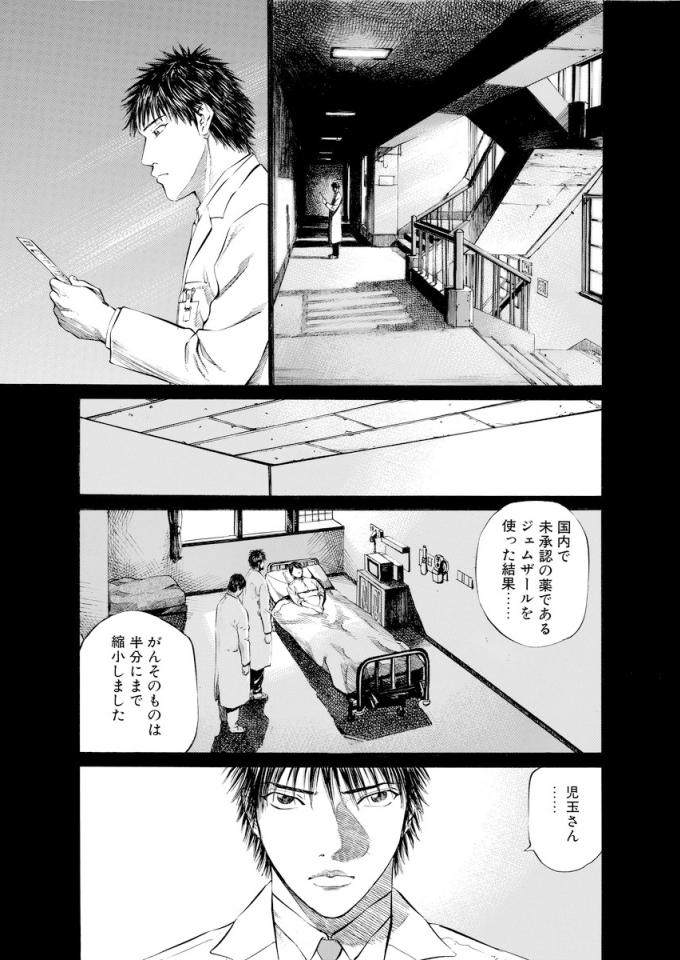 国内で
未承認の薬である
ジェムザールを
使った結果……
がんそのものは
半分にまで
縮小しました
児玉さん
……